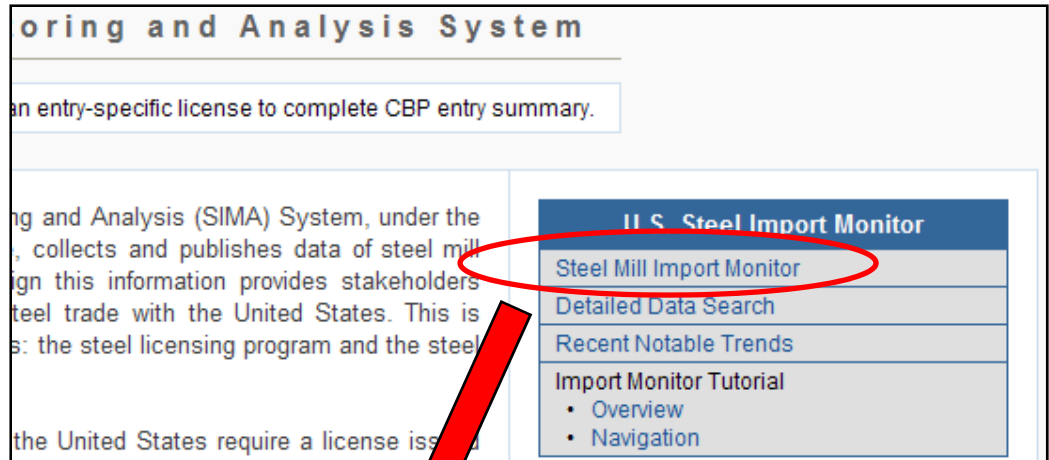 oring and Analysis System
an entry-specific license to complete CBP entry summary.
ng and Analysis (SIMA) System, under the
, collects and publishes data of steel mill
ign this information provides stakeholders
teel trade with the United States. This is
s: the steel licensing program and the steel
the United States require a license issued
U.S. Steel Import Monitor
Steel Mill Import Monitor
Detailed Data Search
Recent Notable Trends
Import Monitor Tutorial
• Overview
• Navigation